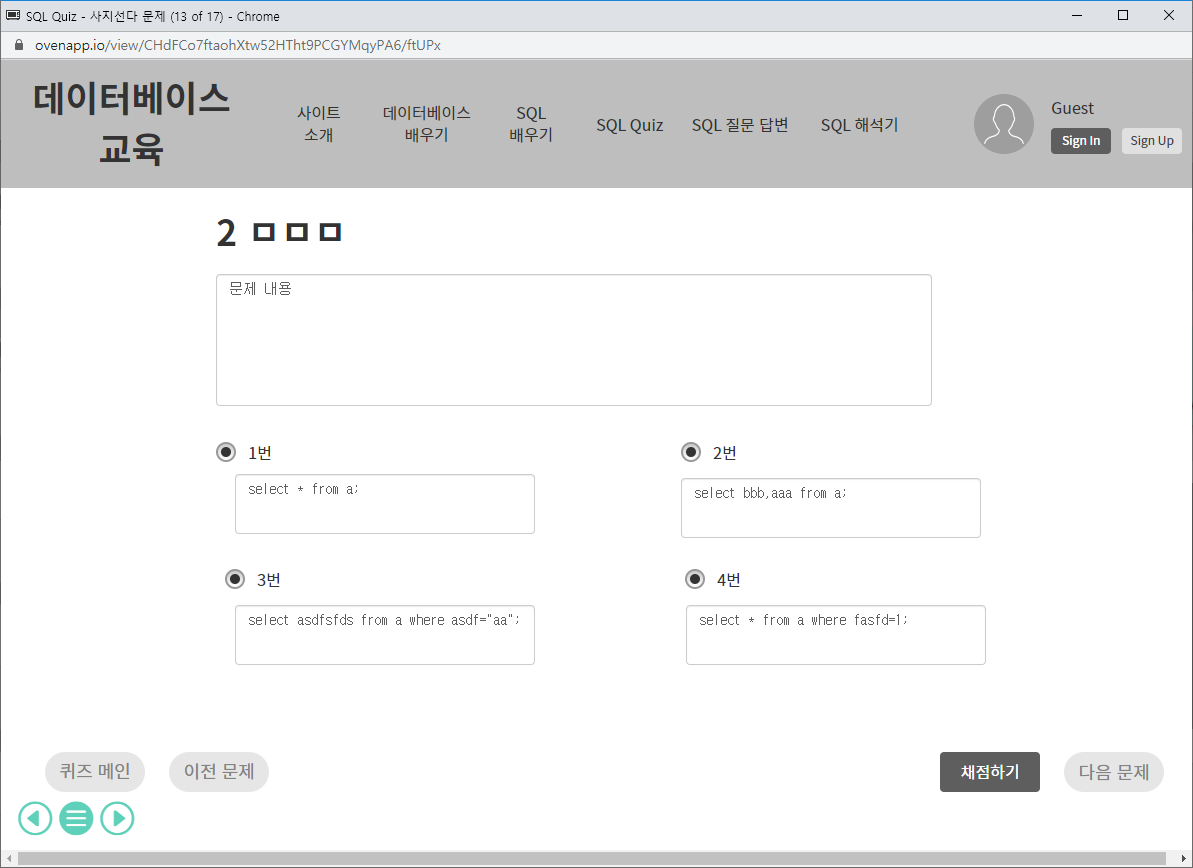 SQL Quiz - 사지선다 문제 (13 of 17) - Chrome
ovenapp.io/view/CHdFCo7ftaohXtw52HTht9PCGYMqyPA6/ftUPx
데이터베이스
교육
사이트
소개
데이터베이스
배우기
SQL
배우기
SQL Quiz
SQL 질문 답변
SQL 해석기
Guest
Sign In
Sign Up
2 ㅁㅁㅁ
문제 내용
1번
select * from a;
2번
select bbb,aaa from a;
3번
select asdfsfds from a where asdf="aa";
4번
select * from a where fasfd=1;
퀴즈 메인
이전 문제
채점하기
다음 문제